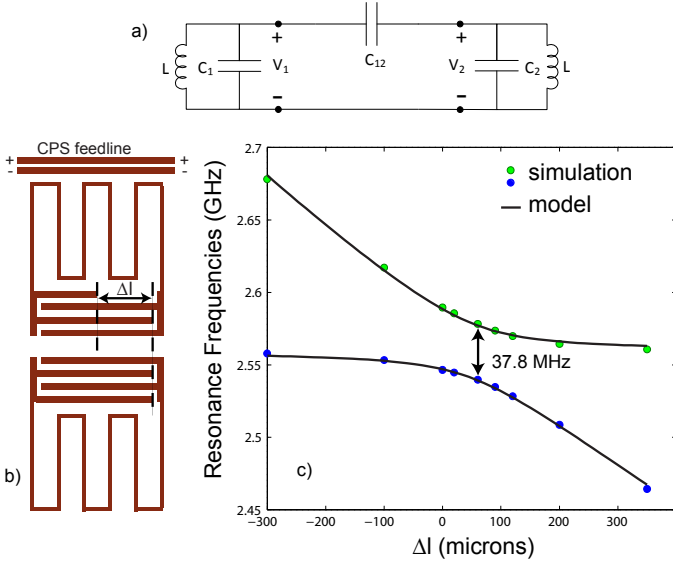 a)
+
+
L
C1
V1
C12
V2
C2
L
−
−
CPS feedline
+
-
+
-
Δl
b)
2.7
2.65
2.6
2.55
2.5
2.45
Resonance Frequencies (GHz)
simulation
model
37.8 MHz
c)
−300
−100
0
100
200
300
Δl (microns)